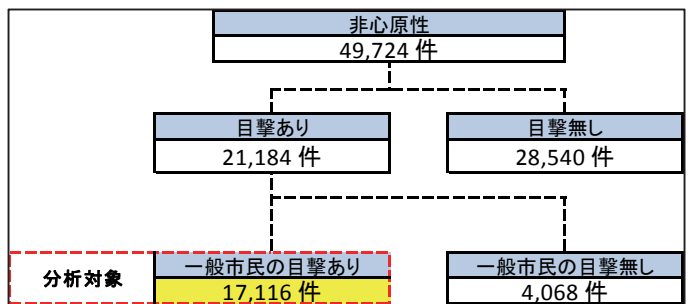 非心原性
49,724 件
目撃あり
21,184 件
目撃無し
28,540 件
分析対象
一般市民の目撃あり
17,116 件
一般市民の目撃無し
4,068 件